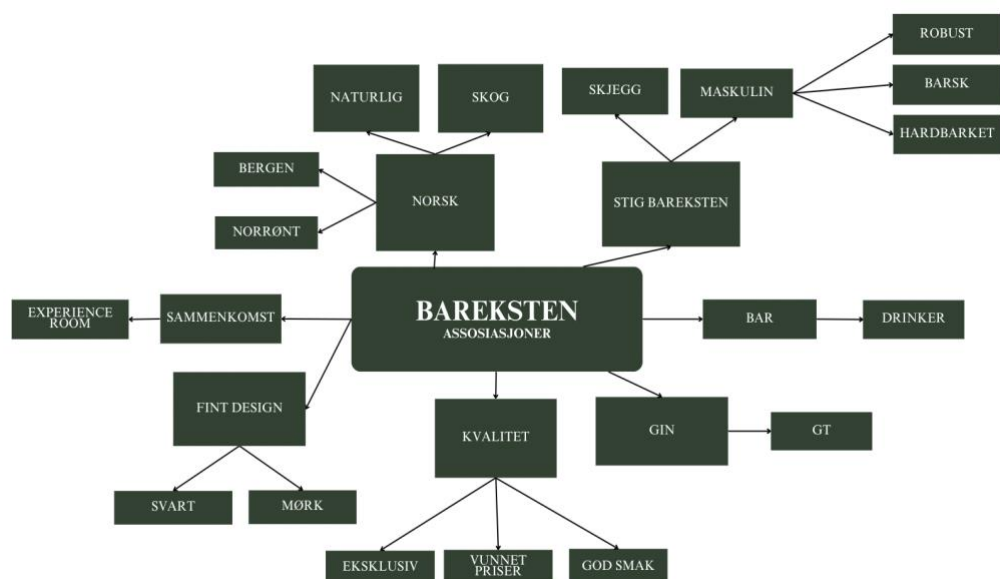 ROBUST
NATURLIG
SKOG
SKJEGG
MASKULIN
BARSK
HARDBARKET
BERGEN
NORSK
STIG BAREKSTEN
NORRØNT
BAREKSTEN
ASSOSIASJONER
EXPERIENCE
ROOM
SAMMENKOMST
BAR
DRINKER
FINT DESIGN
KVALITET
GIN
GT
SVART
MØRK
EKSKLUSIV
VUNNET
PRISER
GOD SMAK